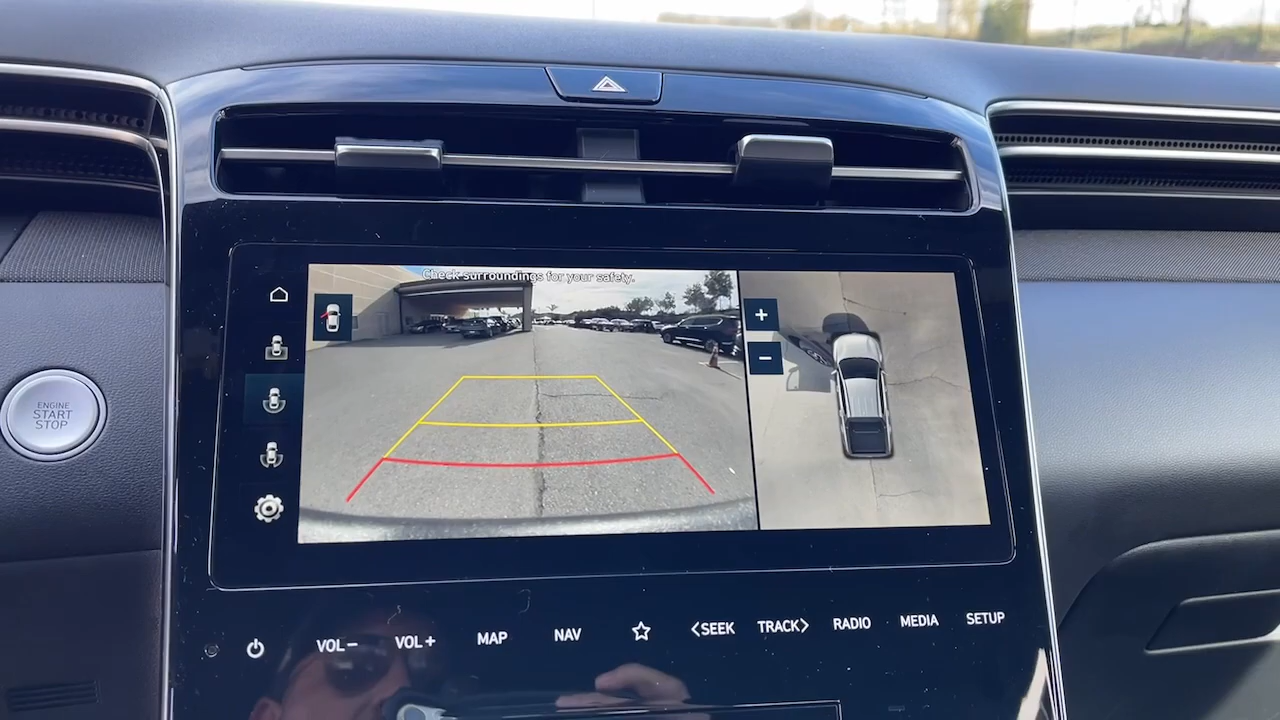 Check surroundings for your safety.
+
−
ENGINE
START
STOP
VOL− VOL+ MAP NAV <SEEK TRACK> RADIO MEDIA SETUP